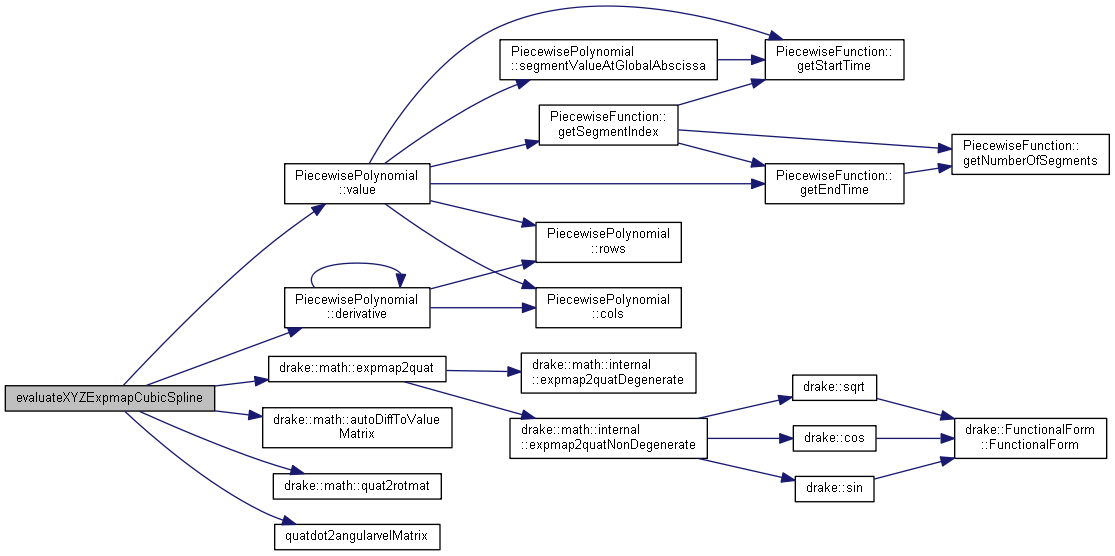 PiecewisePolynomial
::segmentValueAtGlobalAbscissa
PiecewiseFunction::
getStartTime
PiecewiseFunction::
getSegmentIndex
PiecewiseFunction::
getNumberOfSegments
PiecewisePolynomial
::value
PiecewiseFunction::
getEndTime
PiecewisePolynomial
::rows
PiecewisePolynomial
::derivative
PiecewisePolynomial
::cols
drake::math::expmap2quat
drake::math::internal
::expmap2quatDegenerate
evaluateXYZExpmapCubicSpline
drake::sqrt
drake::math::autoDiffToValue
Matrix
drake::math::internal
::expmap2quatNonDegenerate
drake::cos
drake::FunctionalForm
::FunctionalForm
drake::math::quat2rotmat
drake::sin
quatdot2angularvelMatrix